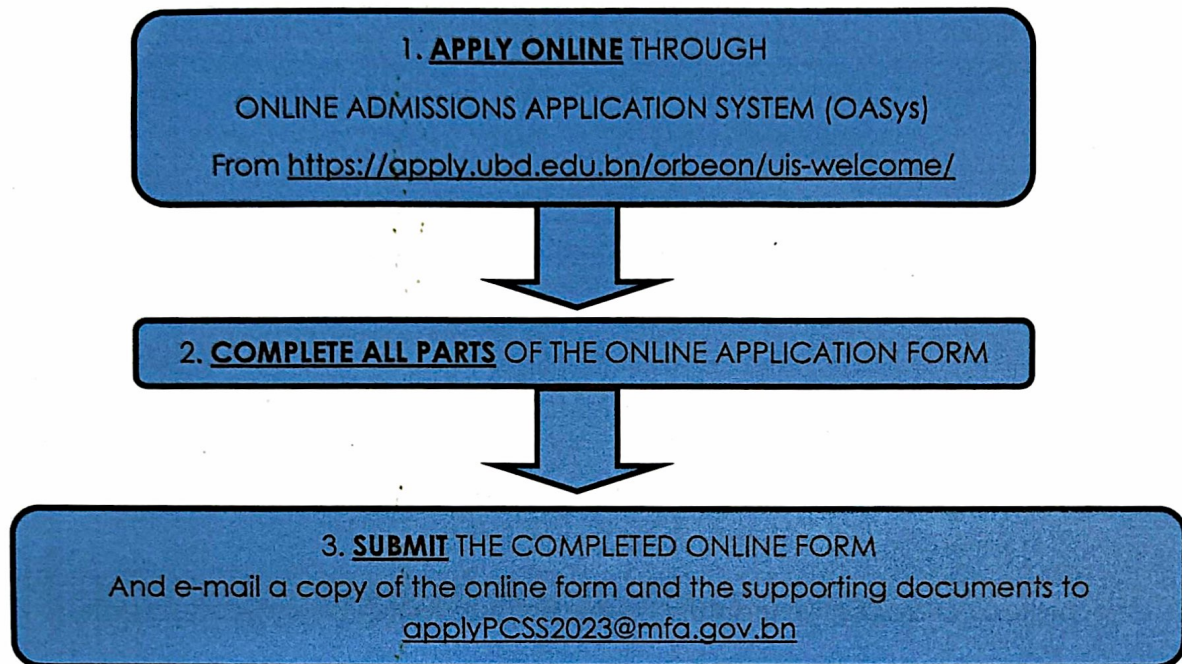 1. APPLY ONLINE THROUGH
ONLINE ADMISSIONS APPLICATION SYSTEM (OASys)
From https://apply.ubd.edu.bn/orbeon/uis-welcome/
2. COMPLETE ALL PARTS OF THE ONLINE APPLICATION FORM
3. SUBMIT THE COMPLETED ONLINE FORM
And e-mail a copy of the online form and the supporting documents to
applyPCSS2023@mfa.gov.bn